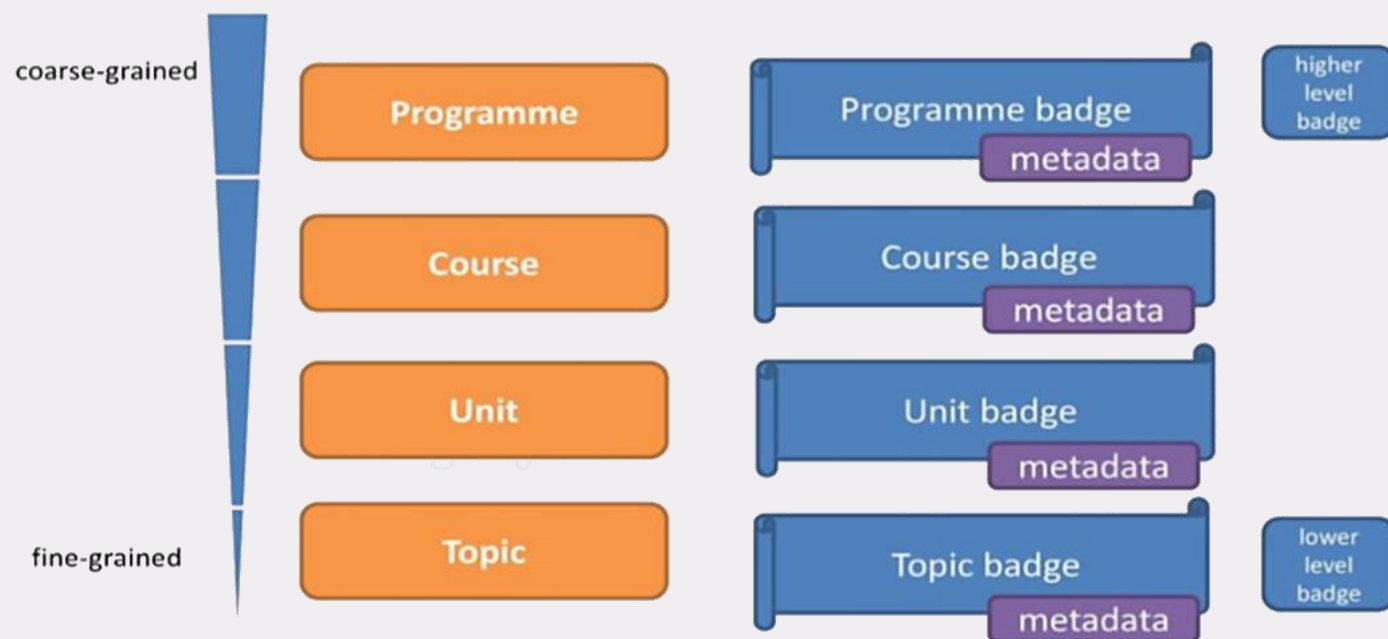 coarse-grained
Programme
Programme badge
metadata
higher
level
badge
Course
Course badge
metadata
Unit
Unit badge
metadata
fine-grained
Topic
Topic badge
metadata
lower
level
badge